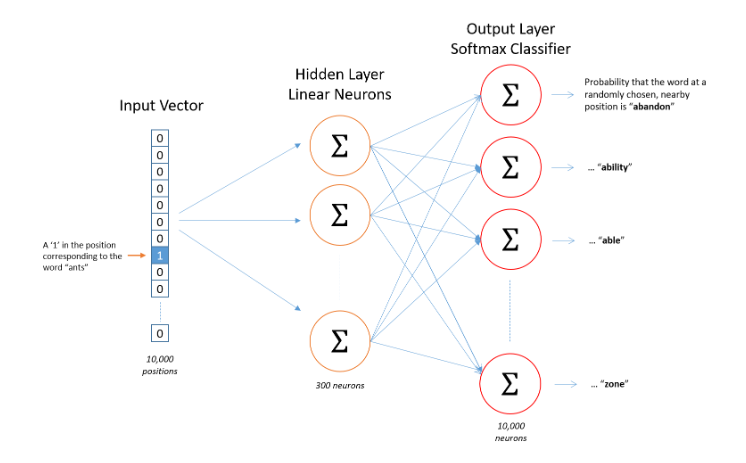 Output Layer
Softmax Classifier
Hidden Layer
Linear Neurons
Input Vector
0
0
0
0
0
0
0
1
0
0
0
A ‘1’ in the position
corresponding to the
word “ants”
10,000
positions
Σ
Σ
Σ
300 neurons
Σ
Σ
Σ
Σ
10,000
neurons
Probability that the word at a
randomly chosen, nearby
position is “abandon”
... “ability”
... “able”
... “zone”